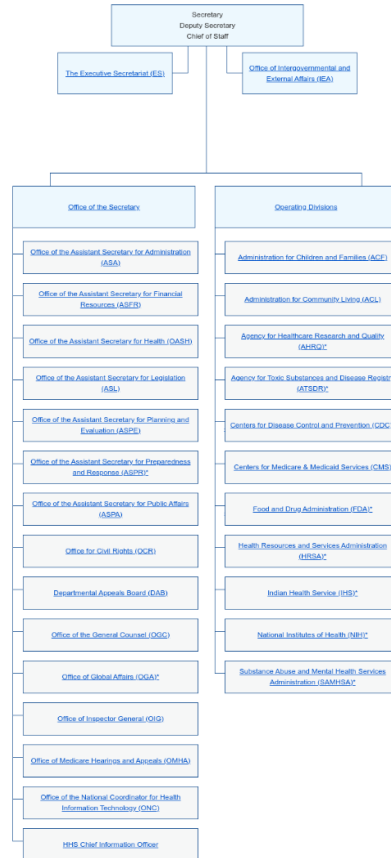 Secretary
Deputy Secretary
Chief of Staff
The Executive Secretariat (ES)
Office of Intergovernmental and
External Affairs (IEA)
Office of the Secretary
Operating Divisions
Office of the Assistant Secretary for Administration
(ASA)
Office of the Assistant Secretary for Financial
Resources (ASFR)
Office of the Assistant Secretary for Health (OASH)
Office of the Assistant Secretary for Legislation
(ASL)
Office of the Assistant Secretary for Planning and
Evaluation (ASPE)
Office of the Assistant Secretary for Preparedness
and Response (ASPR)*
Office of the Assistant Secretary for Public Affairs
(ASPA)
Office for Civil Rights (OCR)
Departmental Appeals Board (DAB)
Office of the General Counsel (OGC)
Office of Global Affairs (OGA)*
Office of Inspector General (OIG)
Office of Medicare Hearings and Appeals (OMHA)
Office of the National Coordinator for Health
Information Technology (ONC)
HHS Chief Information Officer
Administration for Children and Families (ACF)
Administration for Community Living (ACL)
Agency for Healthcare Research and Quality
(AHRQ)*
Agency for Toxic Substances and Disease Registry
(ATSDR)*
Centers for Disease Control and Prevention (CDC)
Centers for Medicare & Medicaid Services (CMS)
Food and Drug Administration (FDA)*
Health Resources and Services Administration
(HRSA)*
Indian Health Service (IHS)*
National Institutes of Health (NIH)*
Substance Abuse and Mental Health Services
Administration (SAMHSA)*